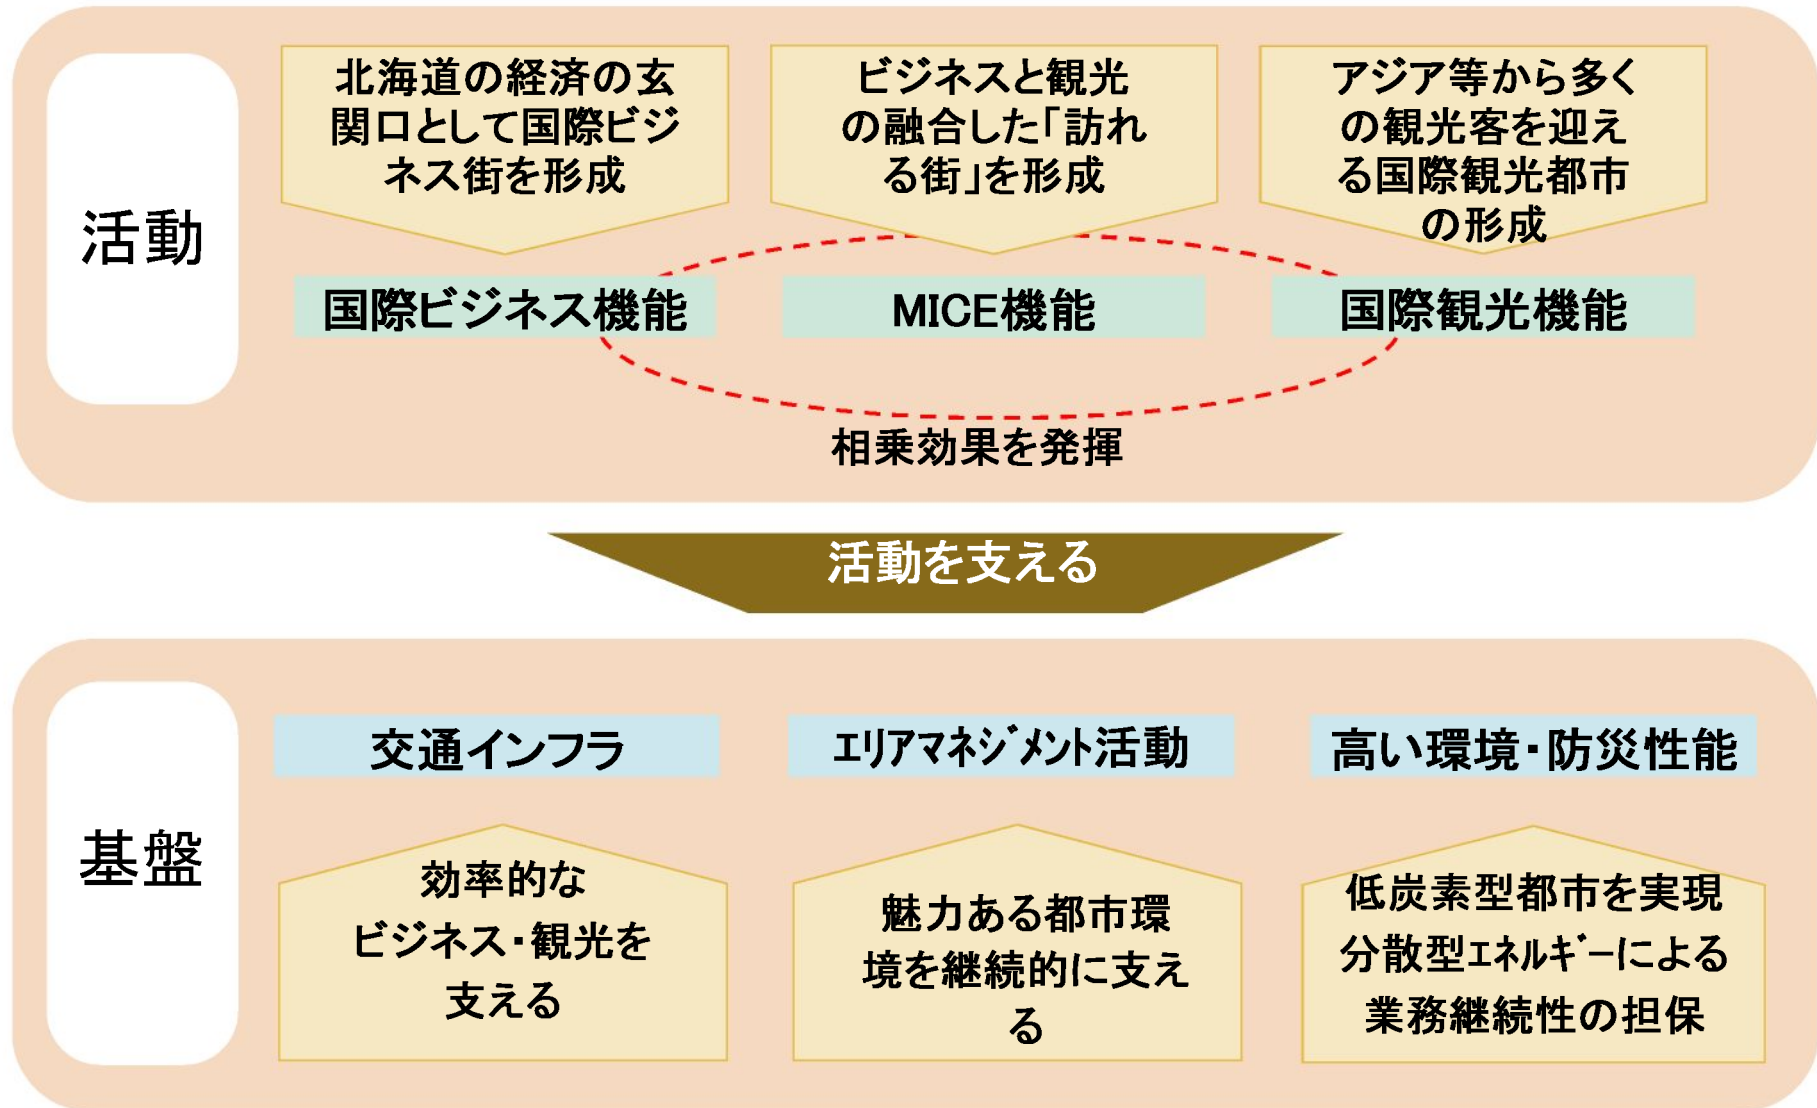 活動
北海道の経済の玄
関口として国際ビジ
ネス街を形成
ビジネスと観光
の融合した「訪れ
る街」を形成
アジア等から多く
の観光客を迎え
る国際観光都市
の形成
国際ビジネス機能
MICE機能
国際観光機能
相乗効果を発揮
活動を支える
基盤
交通インフラ
ｴﾘｱﾏﾈｼﾞﾒﾝﾄ活動
高い環境・防災性能
効率的な
ビジネス・観光を
支える
魅力ある都市環
境を継続的に支え
る
低炭素型都市を実現
分散型ｴﾈﾙｷﾞｰによる
業務継続性の担保